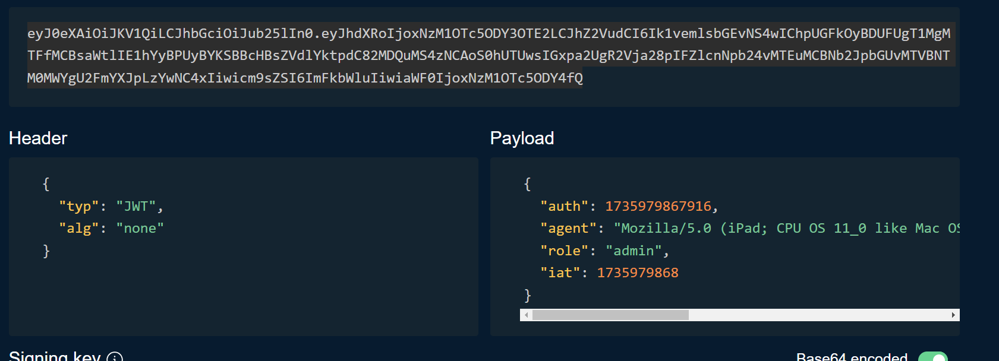 eyJ0eXAiOiJKV1QiLCJhbGciOiJub25lIn0.eyJhdXRoIjoxNzM1OTc5ODY3OTE2LCJhZ2VudCI6Ik1vemlsbGEvNS4wIChpUGFkOyBDUFUgT1MgM
TFfMCBsaWtlIE1hYyBPUyBYKSBBcHBsZVdlYktpdC82MDQuMS4zNCAoS0hUTUwsIGxpa2UgR2Vja28pIFZlcnNpb24vMTEuMCBNb2JpbGUvMTVBNT
M0MWYgU2FmYXJpLzYwNC4xIiwicm9sZSI6ImFkbWluIiwiaWF0IjoxNzM1OTc5ODY4fQ
Header
Payload
{
"typ": "JWT",
"alg": "none"
}
{
"auth": 1735979867916,
"agent": "Mozilla/5.0 (iPad; CPU OS 11_0 like Mac OS
"role": "admin",
"iat": 1735979868
}
Signing key
Base64 encoded